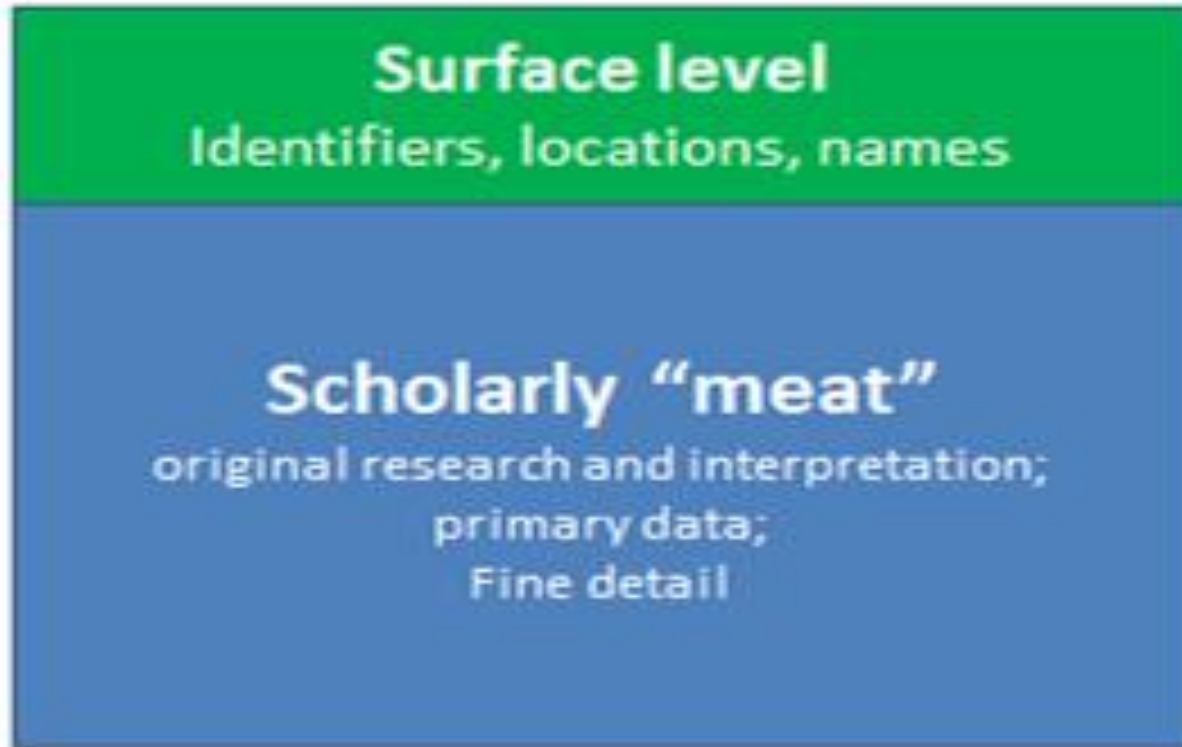 Surface level
Identifiers, locations, names
Scholarly “meat”
original research and interpretation;
primary data;
Fine detail